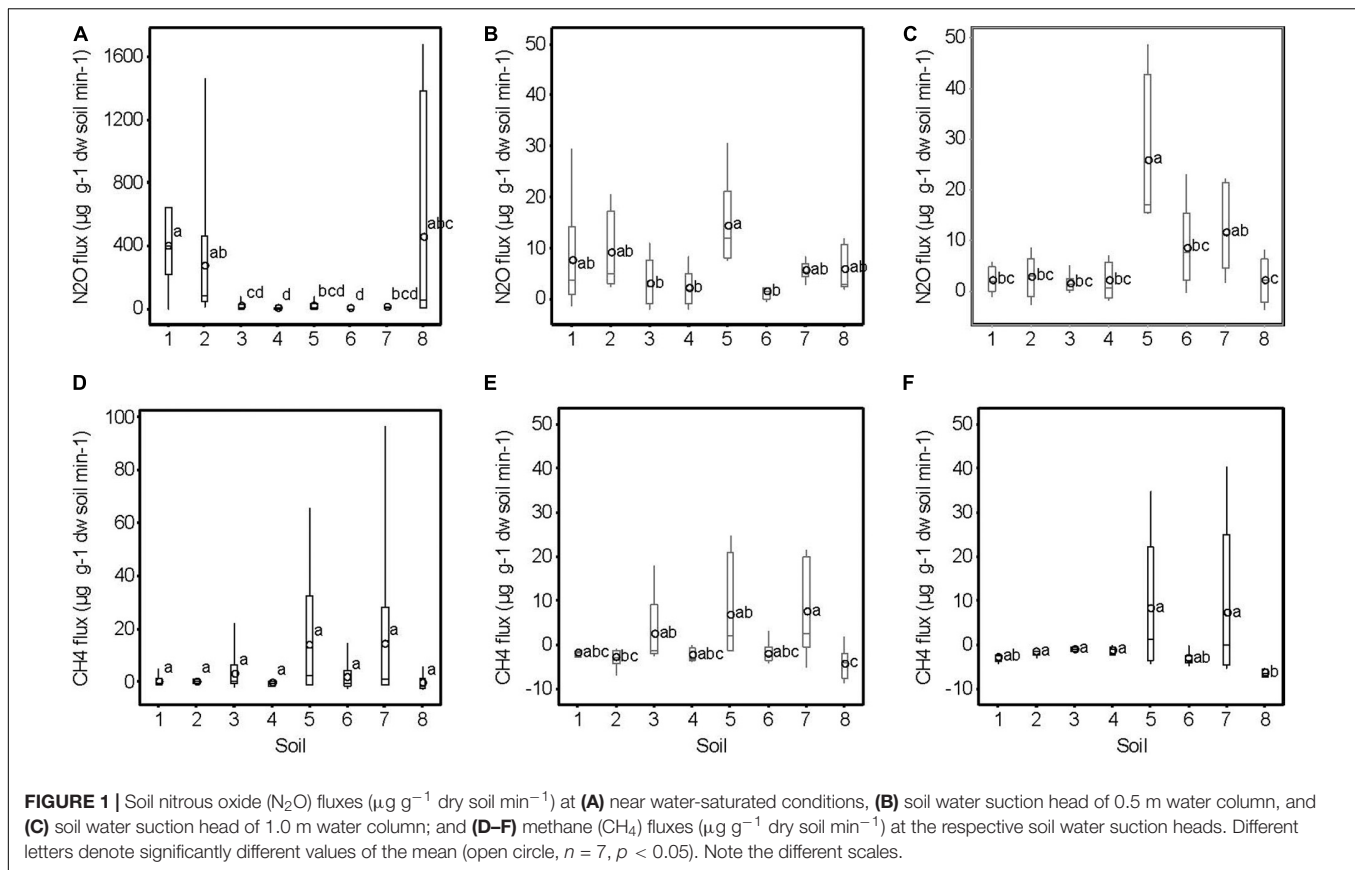 A
N2O flux (µg g-1 dw soil min-1)
1600
1200
800
400
0
a
ab
cd
d
bcd
d
bcd
abc
1 2 3 4 5 6 7 8
B
N2O flux (µg g-1 dw soil min-1)
50
40
30
20
10
0
ab
ab
b
b
a
b
ab
ab
1 2 3 4 5 6 7 8
C
N2O flux (µg g-1 dw soil min-1)
50
40
30
20
10
0
bc
bc
bc
bc
a
bc
ab
c
1 2 3 4 5 6 7 8
D
CH4 flux (µg g-1 dw soil min-1)
100
80
60
40
20
0
a
a
a
a
a
a
a
a
1 2 3 4 5 6 7 8
Soil
E
CH4 flux (µg g-1 dw soil min-1)
50
40
30
20
10
0
-10
abc
bc
ab
abc
ab
abc
a
c
1 2 3 4 5 6 7 8
Soil
F
CH4 flux (µg g-1 dw soil min-1)
50
40
30
20
10
0
-10
ab
a
a
a
a
ab
a
b
1 2 3 4 5 6 7 8
Soil
FIGURE 1 | Soil nitrous oxide (N₂O) fluxes (µg g⁻¹ dry soil min⁻¹) at (A) near water-saturated conditions, (B) soil water suction head of 0.5 m water column, and
(C) soil water suction head of 1.0 m water column; and (D–F) methane (CH₄) fluxes (µg g⁻¹ dry soil min⁻¹) at the respective soil water suction heads. Different
letters denote significantly different values of the mean (open circle, n = 7, p < 0.05). Note the different scales.